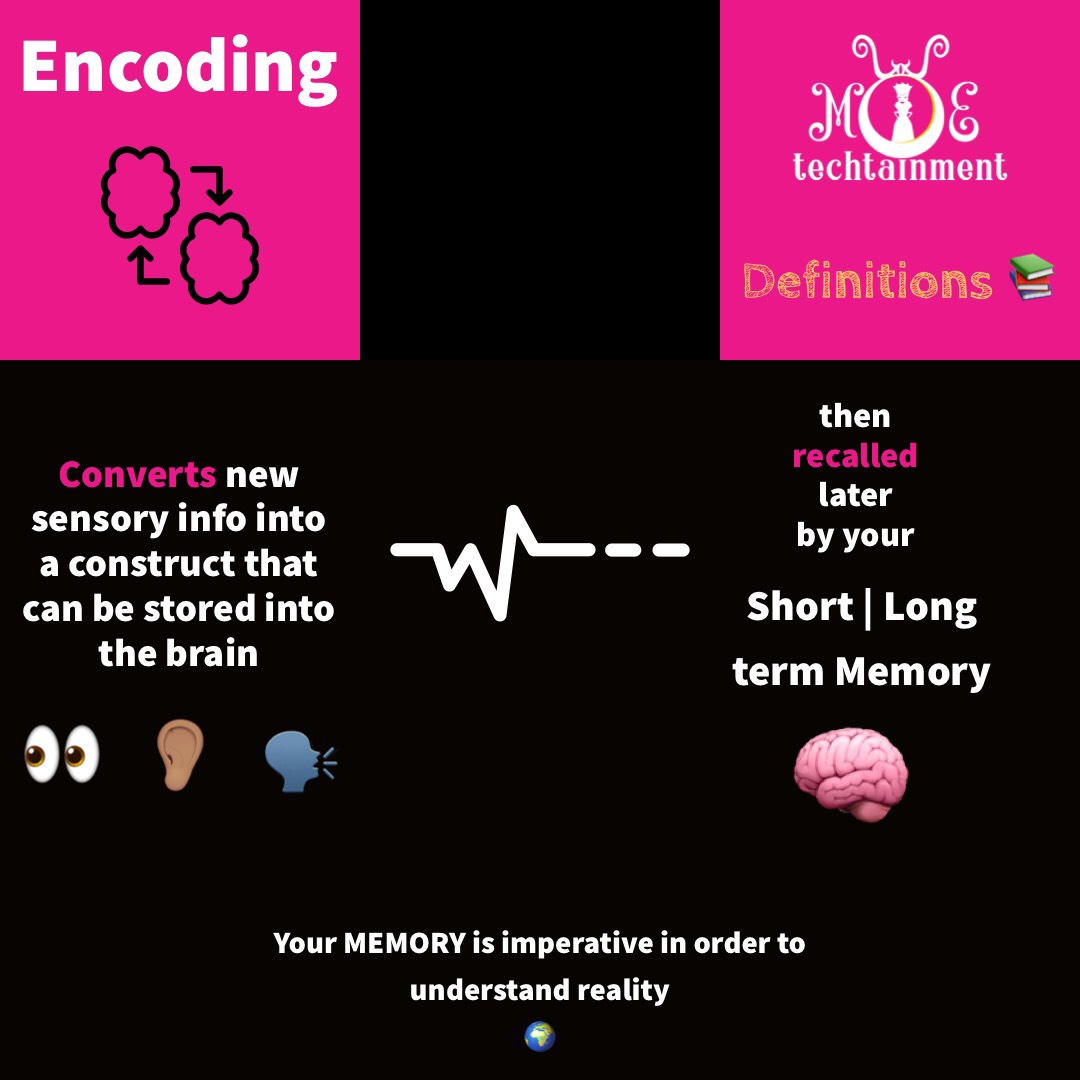 Encoding
MOE
techtainment
Definitions
Converts new
sensory info into
a construct that
can be stored into
the brain
then
recalled
later
by your
Short | Long
term Memory
Your MEMORY is imperative in order to
understand reality